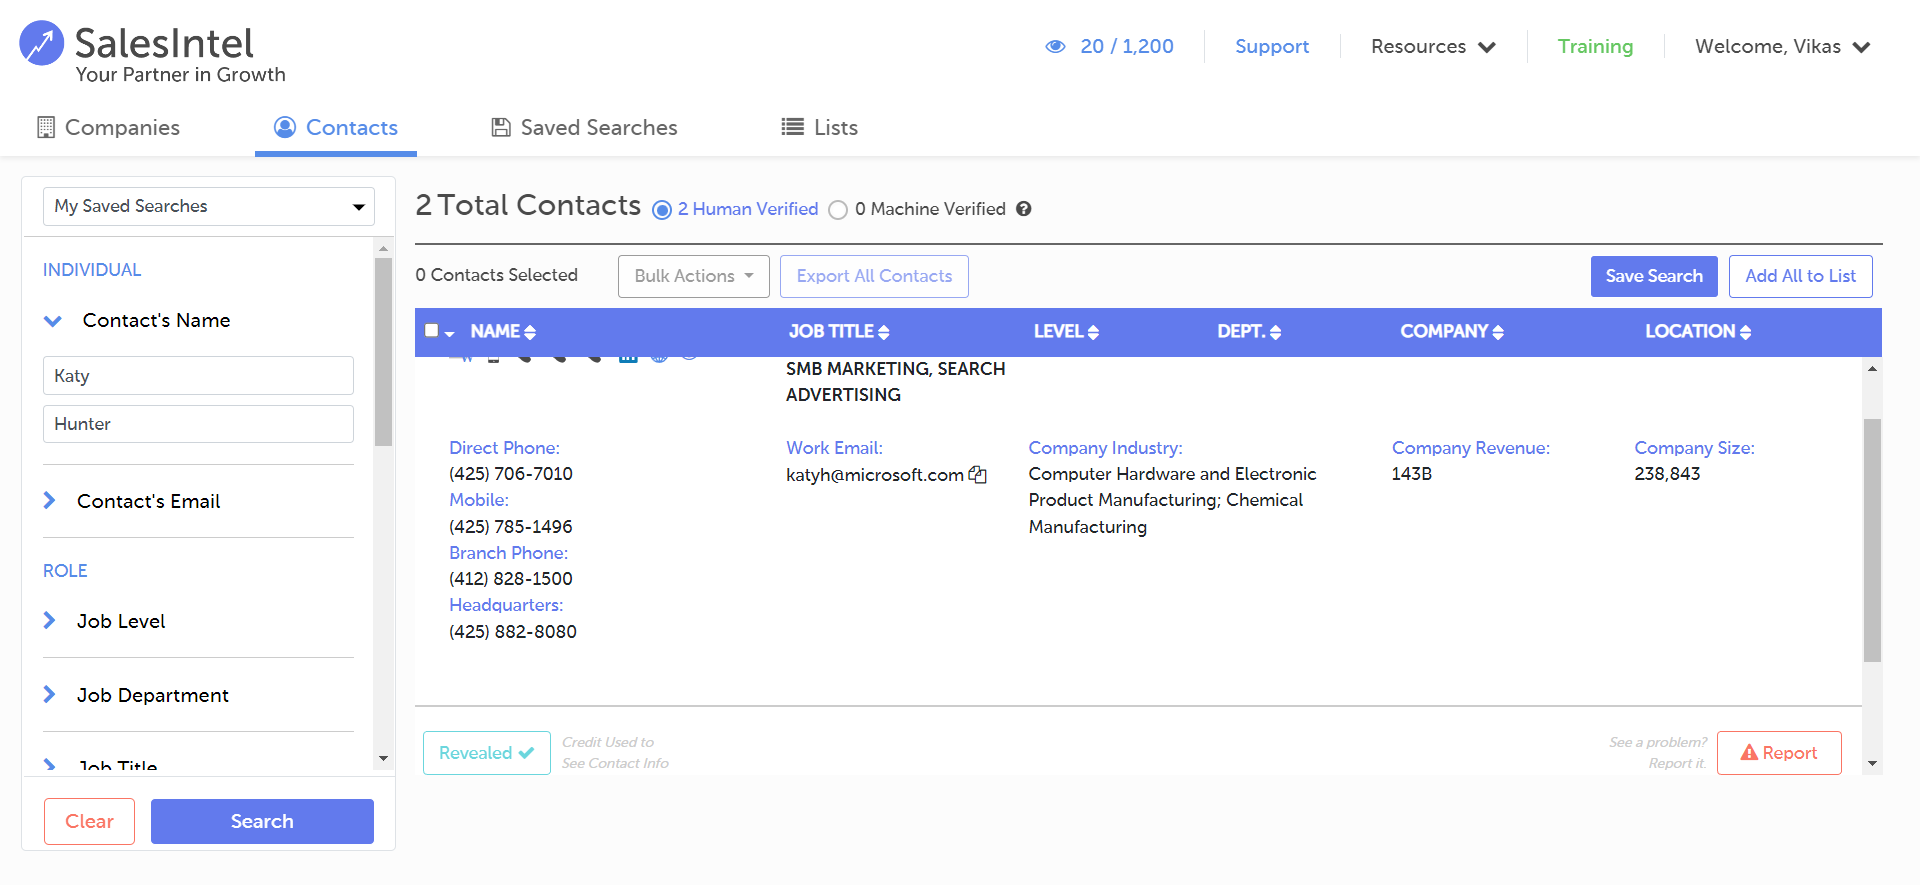 SalesIntel
Your Partner in Growth
20 / 1,200
Support
Resources
Training
Welcome, Vikas
Companies
Contacts
Saved Searches
Lists
My Saved Searches
INDIVIDUAL
Contact's Name
Katy
Hunter
Contact's Email
ROLE
Job Level
Job Department
Job Title
Clear
Search
2 Total Contacts
2 Human Verified
0 Machine Verified
0 Contacts Selected
Bulk Actions
Export All Contacts
Save Search
Add All to List
NAME
JOB TITLE
LEVEL
DEPT.
COMPANY
LOCATION
SMB MARKETING, SEARCH
ADVERTISING
Direct Phone:
(425) 706-7010
Mobile:
(425) 785-1496
Branch Phone:
(412) 828-1500
Headquarters:
(425) 882-8080
Work Email:
katyh@microsoft.com
Company Industry:
Computer Hardware and Electronic
Product Manufacturing; Chemical
Manufacturing
Company Revenue:
143B
Company Size:
238,843
Revealed
Credit Used to
See Contact Info
See a problem?
Report it.
Report